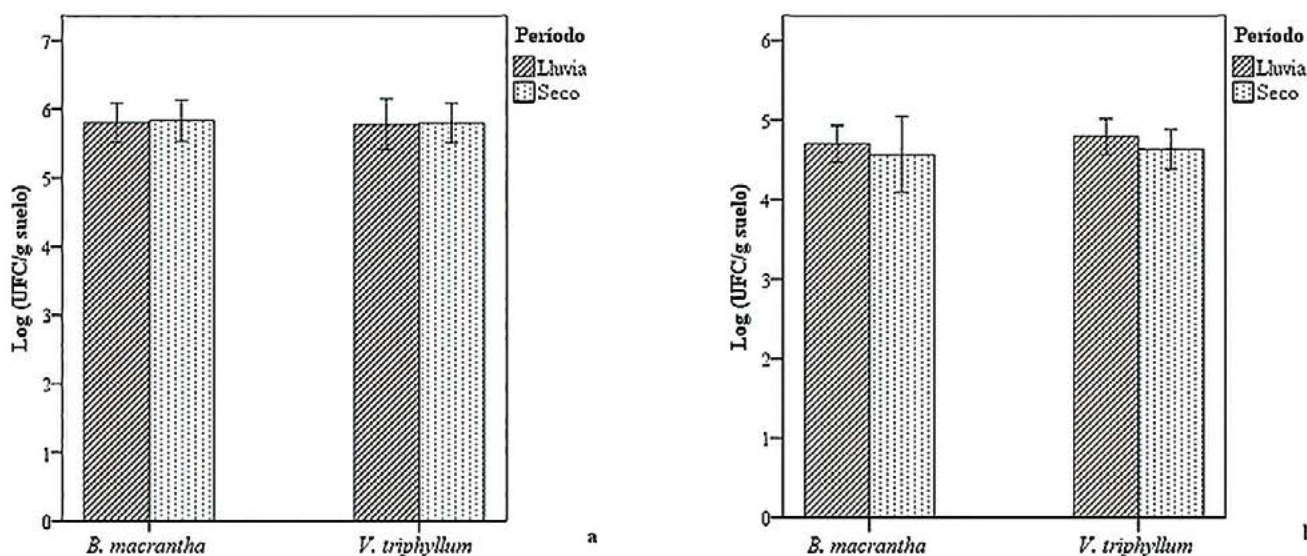 7
6
5
4
3
2
1
0
Log (UFC/g suelo)
B. macrantha
V. triphyllum
Período
Lluvia
Seco
a
6
5
4
3
2
1
0
Log (UFC/g suelo)
B. macrantha
V. triphyllum
Período
Lluvia
Seco